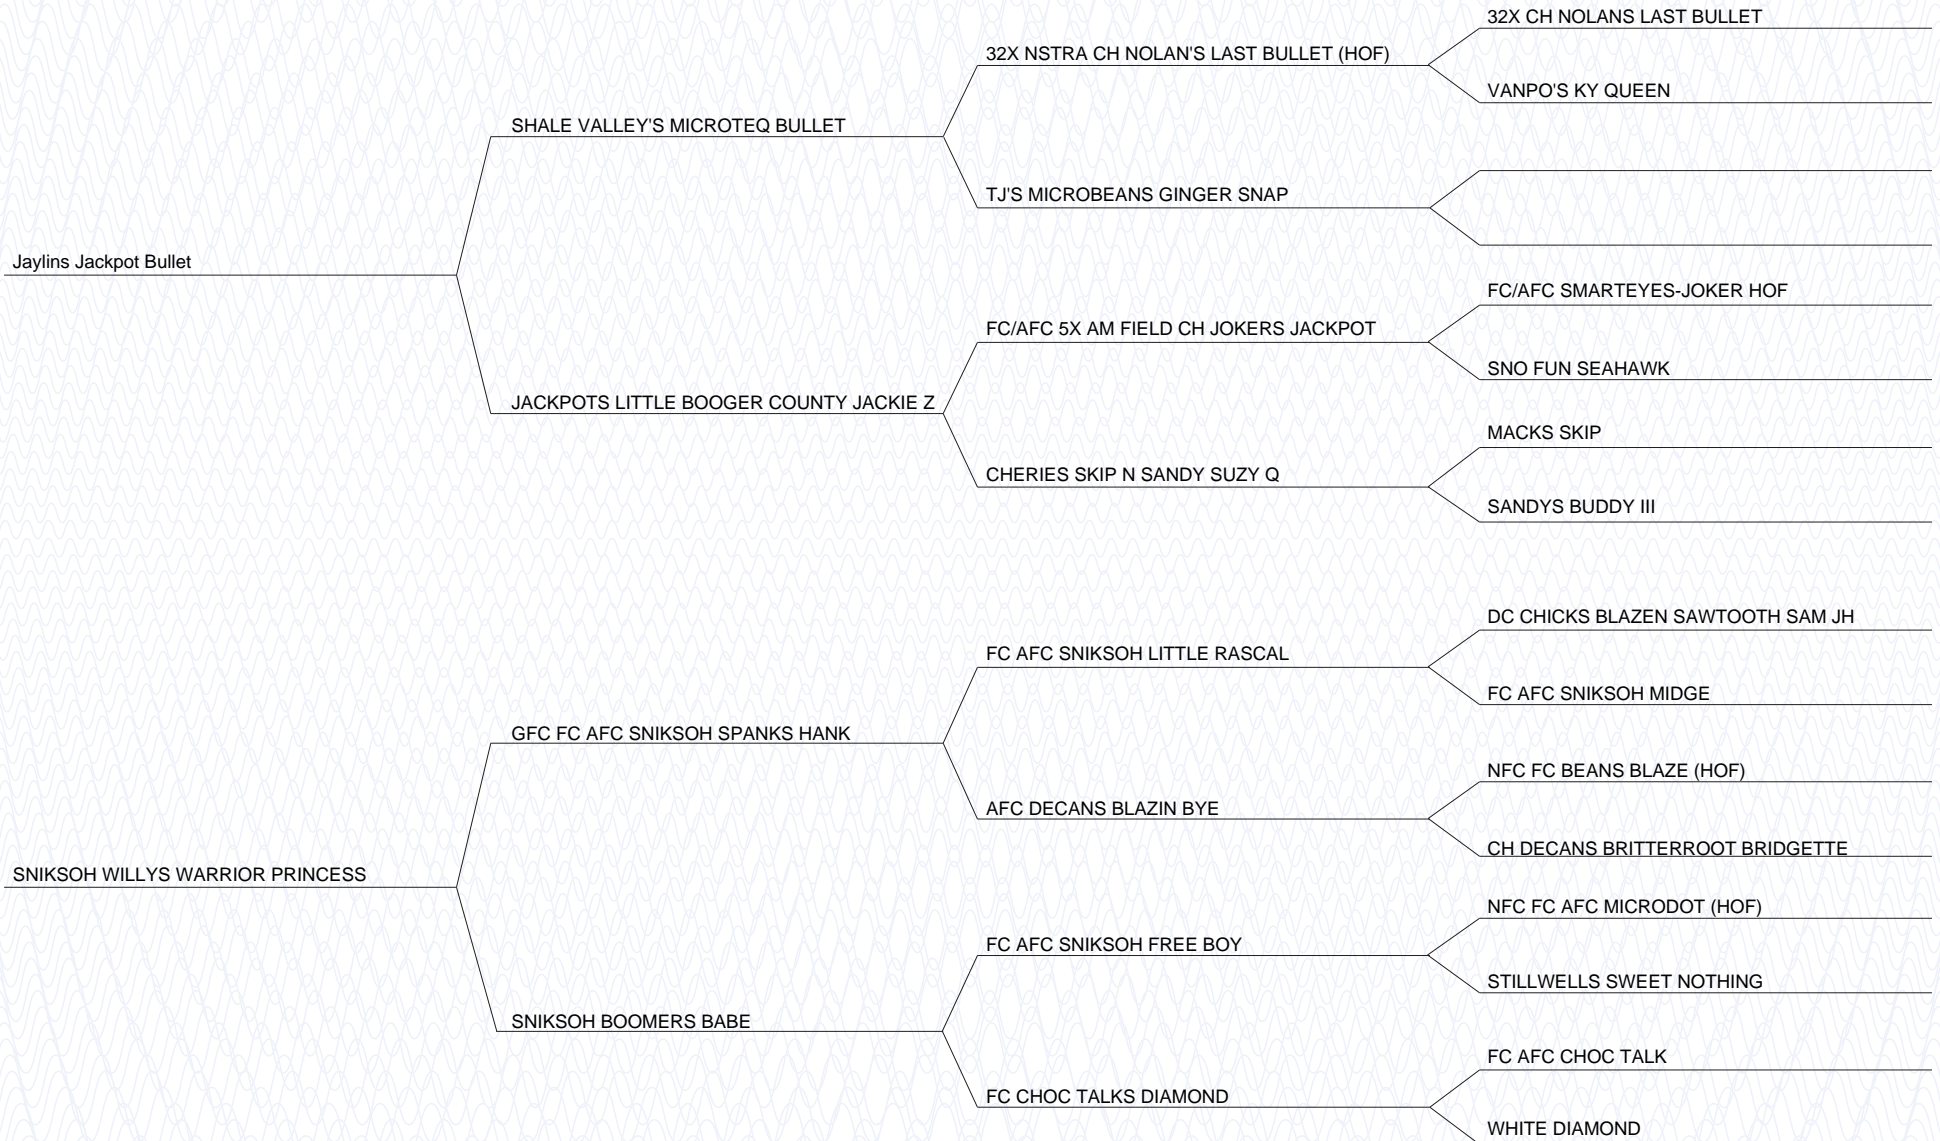 32X CH NOLANS LAST BULLET
32X NSTRA CH NOLAN'S LAST BULLET (HOF)
VANPO'S KY QUEEN
SHALE VALLEY'S MICROTEQ BULLET
TJ'S MICROBEANS GINGER SNAP
Jaylins Jackpot Bullet
FC/AFC SMARTEYES-JOKER HOF
FC/AFC 5X AM FIELD CH JOKERS JACKPOT
SNO FUN SEAHAWK
JACKPOTS LITTLE BOOGER COUNTY JACKIE Z
MACKS SKIP
CHERIES SKIP N SANDY SUZY Q
SANDYS BUDDY III
DC CHICKS BLAZEN SAWTOOTH SAM JH
FC AFC SNIKSOH LITTLE RASCAL
FC AFC SNIKSOH MIDGE
GFC FC AFC SNIKSOH SPANKS HANK
NFC FC BEANS BLAZE (HOF)
AFC DECANS BLAZIN BYE
CH DECANS BRITTERROOT BRIDGETTE
SNIKSOH WILLYS WARRIOR PRINCESS
NFC FC AFC MICRODOT (HOF)
FC AFC SNIKSOH FREE BOY
STILLWELLS SWEET NOTHING
SNIKSOH BOOMERS BABE
FC AFC CHOC TALK
FC CHOC TALKS DIAMOND
WHITE DIAMOND